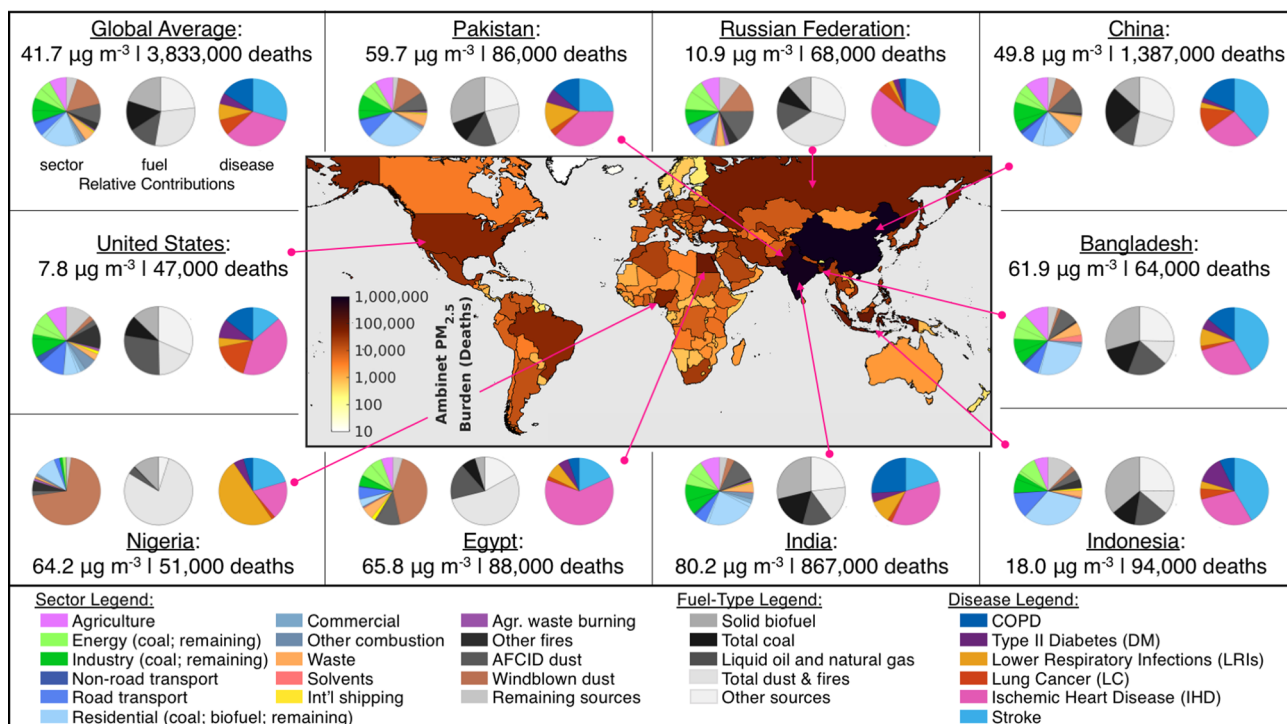 Global Average:
41.7 µg m-3 | 3,833,000 deaths
sector fuel disease
Relative Contributions
Pakistan:
59.7 µg m-3 | 86,000 deaths
Russian Federation:
10.9 µg m-3 | 68,000 deaths
China:
49.8 µg m-3 | 1,387,000 deaths
United States:
7.8 µg m-3 | 47,000 deaths
1,000,000
100,000
10,000
1,000
100
10
Ambinet PM2.5
Burden (Deaths)
Bangladesh:
61.9 µg m-3 | 64,000 deaths
Nigeria:
64.2 µg m-3 | 51,000 deaths
Egypt:
65.8 µg m-3 | 88,000 deaths
India:
80.2 µg m-3 | 867,000 deaths
Indonesia:
18.0 µg m-3 | 94,000 deaths
Sector Legend:
Agriculture
Energy (coal; remaining)
Industry (coal; remaining)
Non-road transport
Road transport
Residential (coal; biofuel; remaining)
Commercial
Other combustion
Waste
Solvents
Int'l shipping
Agr. waste burning
Other fires
AFCID dust
Windblown dust
Remaining sources
Fuel-Type Legend:
Solid biofuel
Total coal
Liquid oil and natural gas
Total dust & fires
Other sources
Disease Legend:
COPD
Type II Diabetes (DM)
Lower Respiratory Infections (LRIs)
Lung Cancer (LC)
Ischemic Heart Disease (IHD)
Stroke